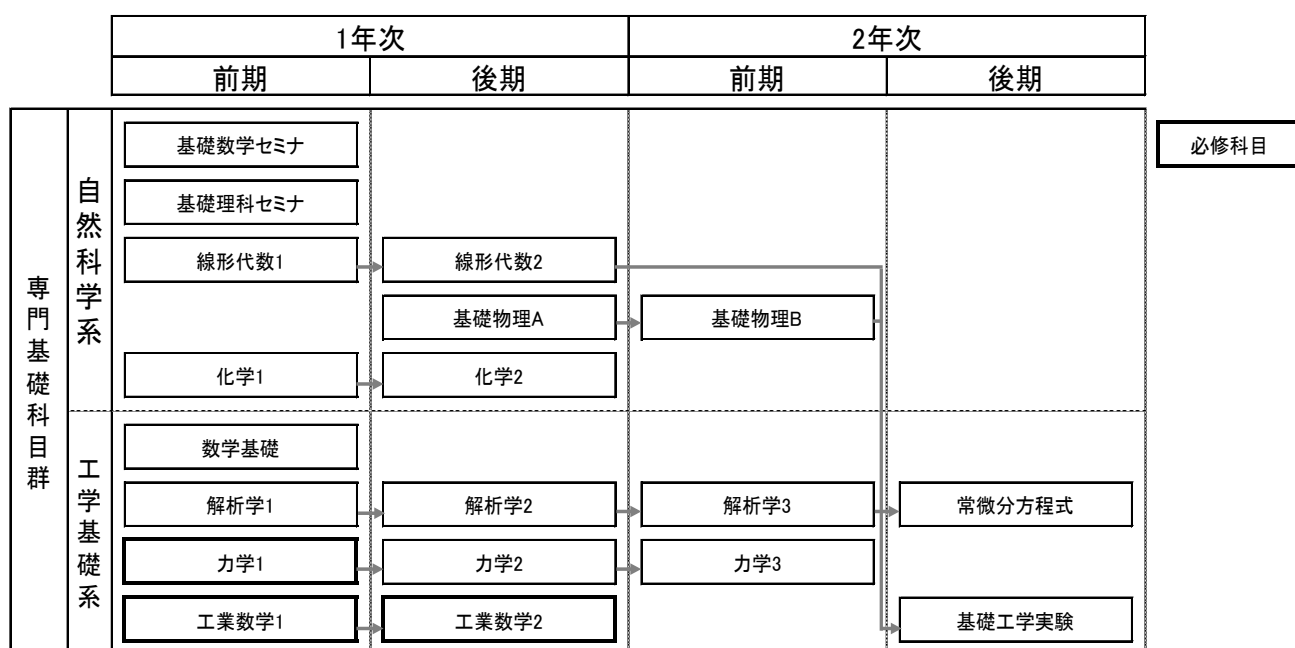 1年次
2年次
前期
後期
前期
後期
必修科目
専門基礎科目群
自然科学系
基礎数学セミナ
基礎理科セミナ
線形代数1
線形代数2
基礎物理A
基礎物理B
化学1
化学2
工学基礎系
数学基礎
解析学1
解析学2
解析学3
常微分方程式
力学1
力学2
力学3
工業数学1
工業数学2
基礎工学実験